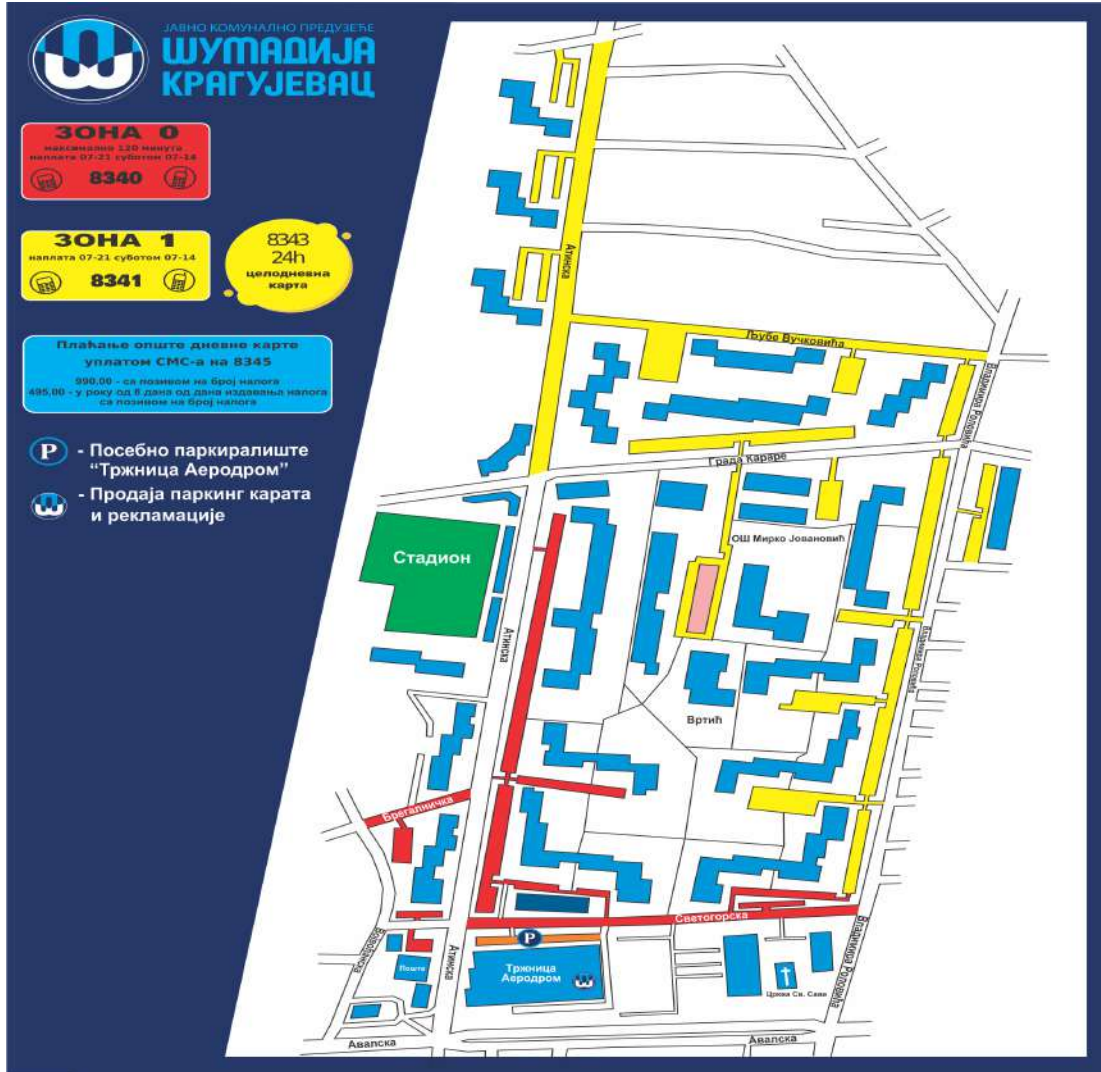 ЈАВНО КОМУНАЛНО ПРЕДУЗЕЋЕ
ШУМАДИЈА
КРАГУЈЕВАЦ
ЗОНА 0
максимално 120 минута
наплата 07-21 суботом 07-14
8340
ЗОНА 1
наплата 07-21 суботом 07-14
8341
8343
24h
целодневна
карта
Плаћање опште дневне карте
уплатом СМС-а на 8345
990,00 - са позивом на број налога
495,00 - у року од 8 дана од дана издавања налога
са позивом на број налога
P - Посебно паркиралиште
“Тржница Аеродром”
- Продаја паркинг карата
и рекламације
Атинска
Љубе Вучковића
Владимира Роловића
Града Караре
ОШ Мирко Јовановић
Стадион
Атинска
Владимира Роловића
Вртић
Брегалничка
Светогорска
P
Атинска
Владимира Роловића
Пошта
Тржница
Аеродром
Црква Св. Саве
Авалска
Авалска